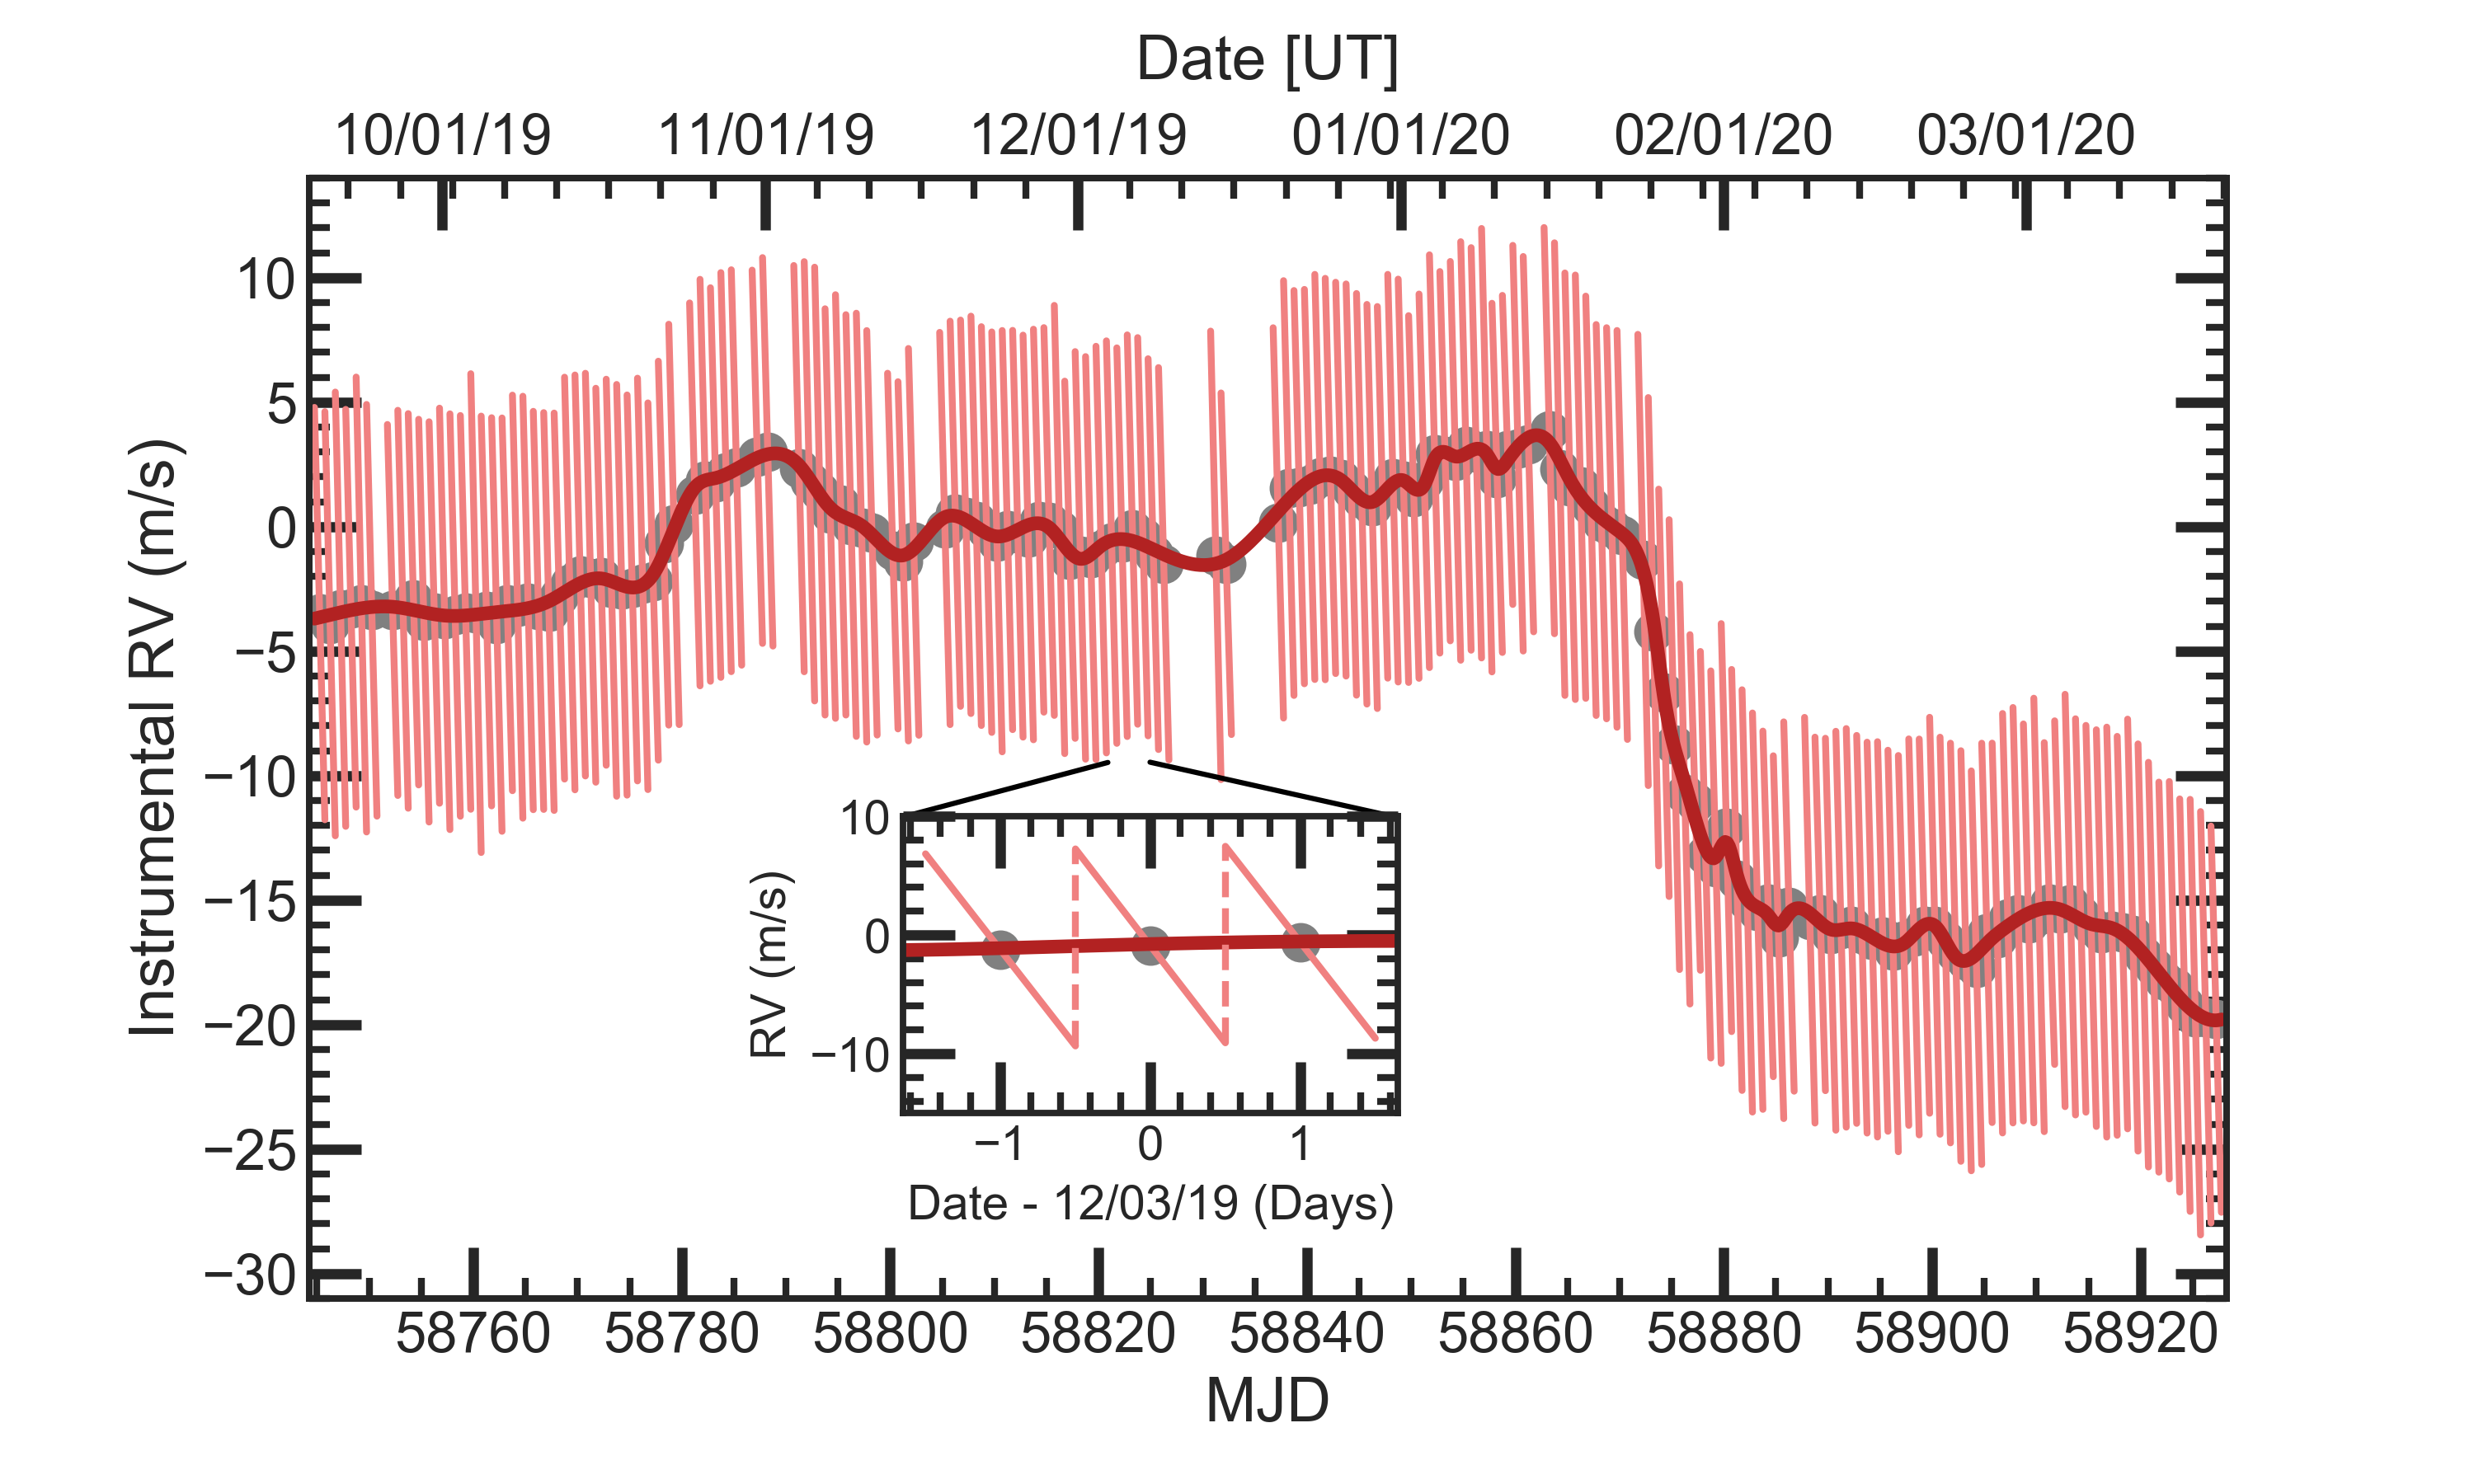 Date [UT]
10/01/19 11/01/19 12/01/19 01/01/20 02/01/20 03/01/20
Instrumental RV (m/s)
10
5
0
−5
−10
−15
−20
−25
−30
RV (m/s)
10
0
−10
−1 0 1
Date - 12/03/19 (Days)
58760 58780 58800 58820 58840 58860 58880 58900 58920
MJD